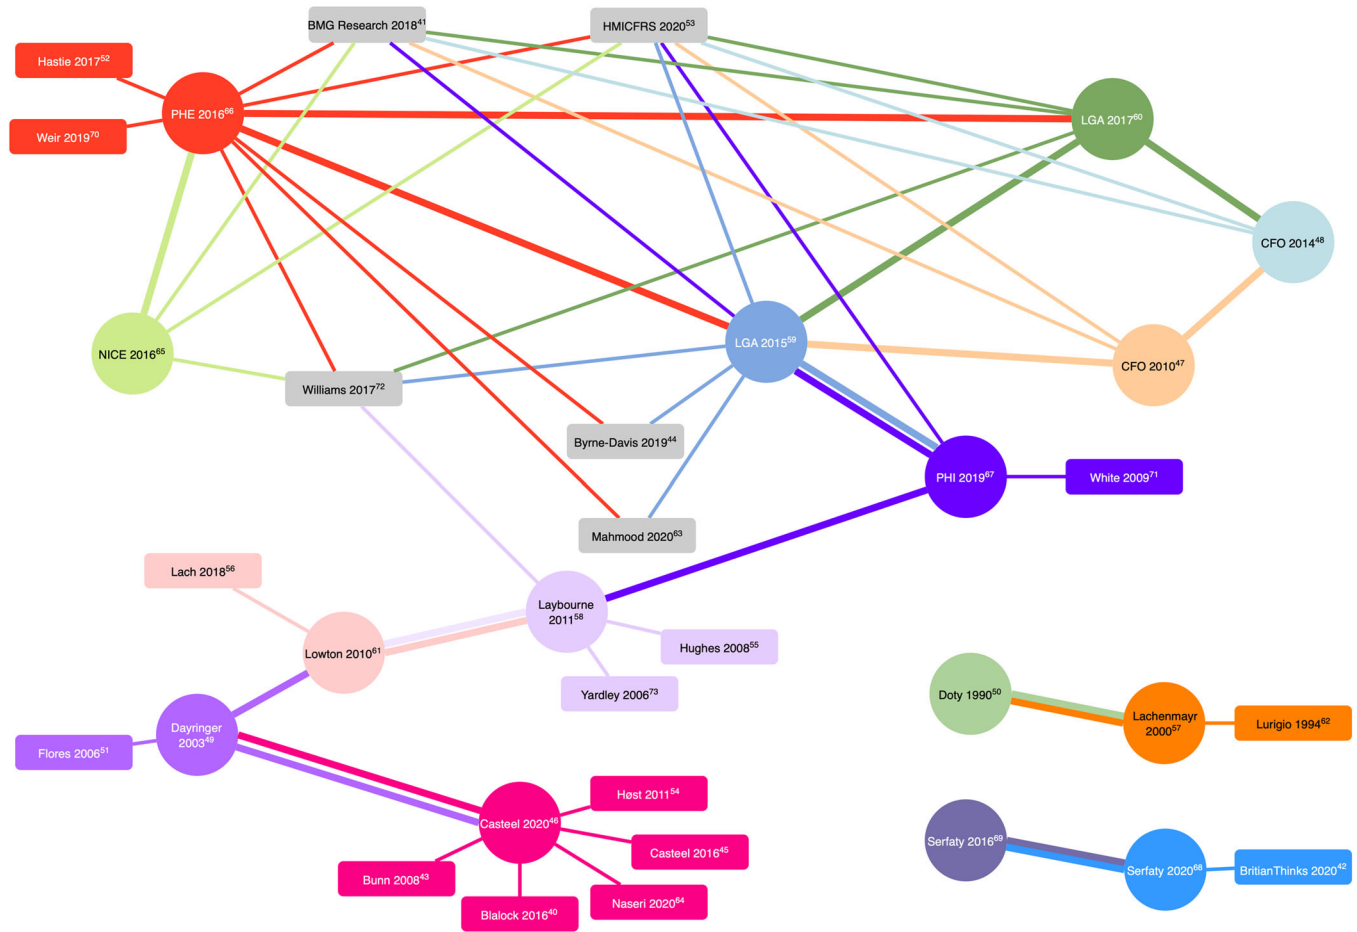 BMG Research 2018⁴¹
HMICFRS 2020⁵³
Hastie 2017⁵²
PHE 2016⁶⁶
LGA 2017⁶⁰
Weir 2019⁷⁰
CFO 2014⁴⁸
LGA 2015⁵⁹
NICE 2016⁶⁵
CFO 2010⁴⁷
Williams 2017⁷²
Byrne-Davis 2019⁴⁴
PHI 2019⁶⁷
White 2009⁷¹
Mahmood 2020⁶³
Lach 2018⁵⁶
Laybourne
2011⁵⁸
Lowton 2010⁶¹
Hughes 2008⁵⁵
Yardley 2006⁷³
Doty 1990⁵⁰
Lachenmayr
2000⁵⁷
Lurigio 1994⁶²
Dayringer
2003⁴⁹
Flores 2006⁵¹
Høst 2011⁵⁴
Casteel 2020⁴⁶
Casteel 2016⁴⁵
Serfaty 2016⁶⁹
Serfaty 2020⁶⁸
BritianThinks 2020⁴²
Bunn 2008⁴³
Naseri 2020⁶⁴
Blalock 2016⁴⁰